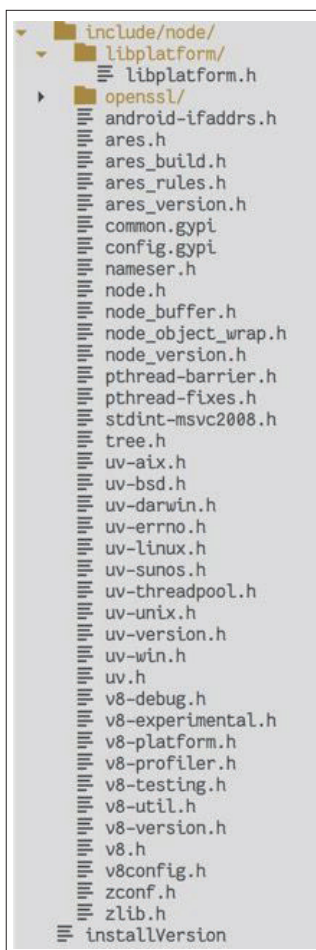 include/node/
libplatform/
libplatform.h
openssl/
android-ifaddrs.h
ares.h
ares_build.h
ares_rules.h
ares_version.h
common.gypi
config.gypi
nameser.h
node.h
node_buffer.h
node_object_wrap.h
node_version.h
pthread-barrier.h
pthread-fixes.h
stdint-msvc2008.h
tree.h
uv-aix.h
uv-bsd.h
uv-darwin.h
uv-errno.h
uv-linux.h
uv-sunos.h
uv-threadpool.h
uv-unix.h
uv-version.h
uv-win.h
uv.h
v8-debug.h
v8-experimental.h
v8-platform.h
v8-profiler.h
v8-testing.h
v8-util.h
v8-version.h
v8.h
v8config.h
zconf.h
zlib.h
installVersion